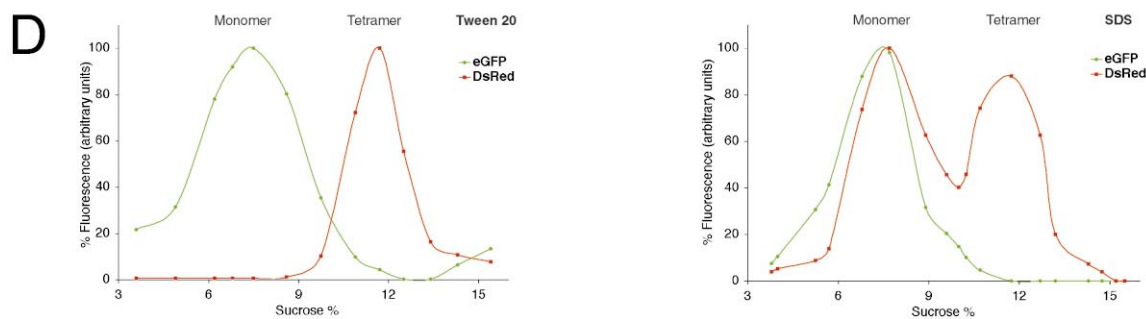 D
Monomer Tetramer Tween 20
eGFP
DsRed
% Fluorescence (arbitrary units)
100
80
60
40
20
0
3 6 9 12 15
Sucrose %
Monomer Tetramer SDS
eGFP
DsRed
% Fluorescence (arbitrary units)
100
80
60
40
20
0
3 6 9 12 15
Sucrose %